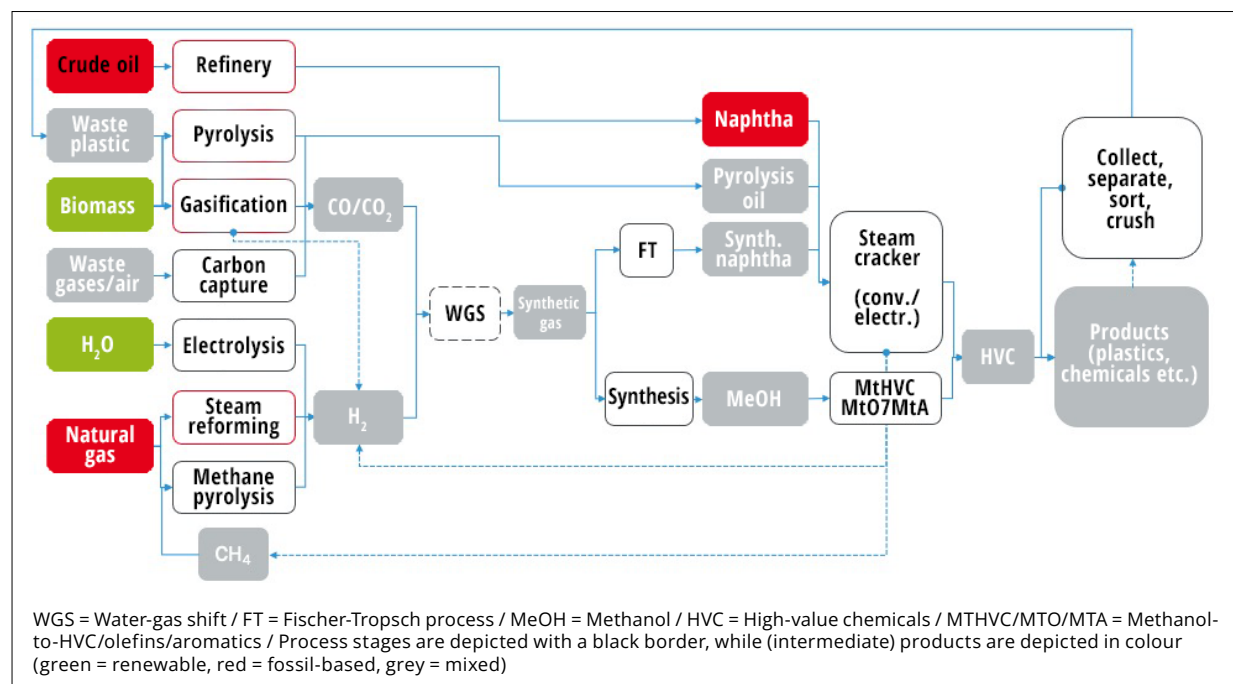 Crude oil
Refinery
Waste
plastic
Pyrolysis
Biomass
Gasification
CO/CO₂
Waste
gases/air
Carbon
capture
H₂O
Electrolysis
Natural
gas
Steam
reforming
Methane
pyrolysis
H₂
CH₄
WGS
Synthetic
gas
FT
Synthesis
Naphtha
Pyrolysis
oil
Synth.
naphtha
MeOH
Steam
cracker
(conv./
electr.)
MtHVC
MtO7MtA
HVC
Collect,
separate,
sort,
crush
Products
(plastics,
chemicals etc.)
WGS = Water-gas shift / FT = Fischer-Tropsch process / MeOH = Methanol / HVC = High-value chemicals / MTHVC/MTO/MTA = Methanol-
to-HVC/olefins/aromatics / Process stages are depicted with a black border, while (intermediate) products are depicted in colour
(green = renewable, red = fossil-based, grey = mixed)